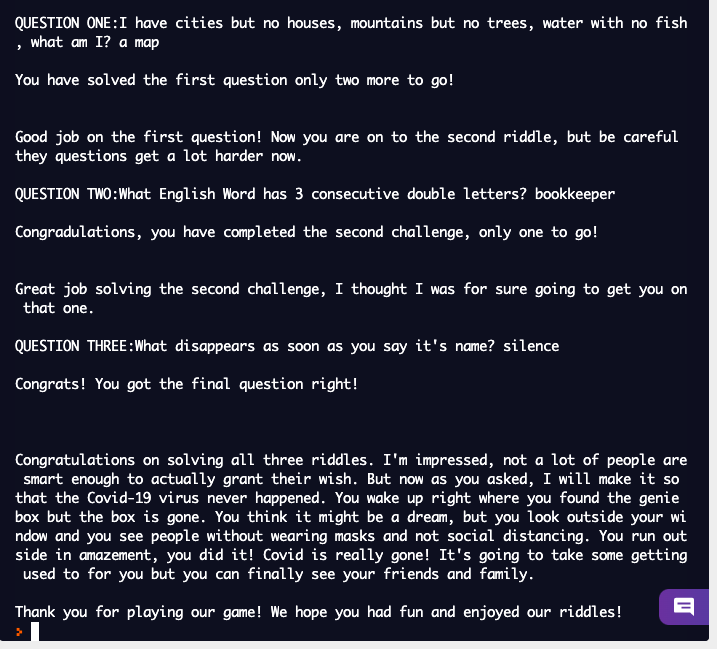 QUESTION ONE:I have cities but no houses, mountains but no trees, water with no fish
, what am I? a map
You have solved the first question only two more to go!
Good job on the first question! Now you are on to the second riddle, but be careful
they questions get a lot harder now.
QUESTION TWO:What English Word has 3 consecutive double letters? bookkeeper
Congradulations, you have completed the second challenge, only one to go!
Great job solving the second challenge, I thought I was for sure going to get you on
that one.
QUESTION THREE:What disappears as soon as you say it's name? silence
Congrats! You got the final question right!
Congratulations on solving all three riddles. I'm impressed, not a lot of people are
smart enough to actually grant their wish. But now as you asked, I will make it so
that the Covid-19 virus never happened. You wake up right where you found the genie
box but the box is gone. You think it might be a dream, but you look outside your wi
ndow and you see people without wearing masks and not social distancing. You run out
side in amazement, you did it! Covid is really gone! It's going to take some getting
used to for you but you can finally see your friends and family.
Thank you for playing our game! We hope you had fun and enjoyed our riddles!
>